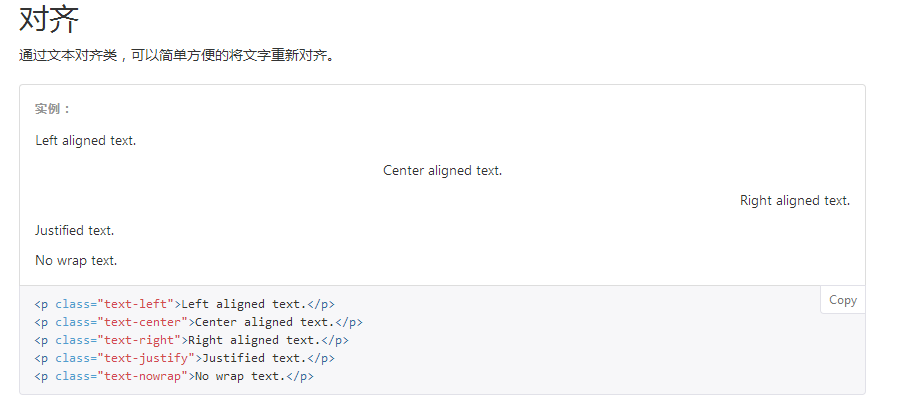 对齐
通过文本对齐类，可以简单方便的将文字重新对齐。
实例：
Left aligned text.
Center aligned text.
Right aligned text.
Justified text.
No wrap text.
Copy
<p class="text-left">Left aligned text.</p>
<p class="text-center">Center aligned text.</p>
<p class="text-right">Right aligned text.</p>
<p class="text-justify">Justified text.</p>
<p class="text-nowrap">No wrap text.</p>